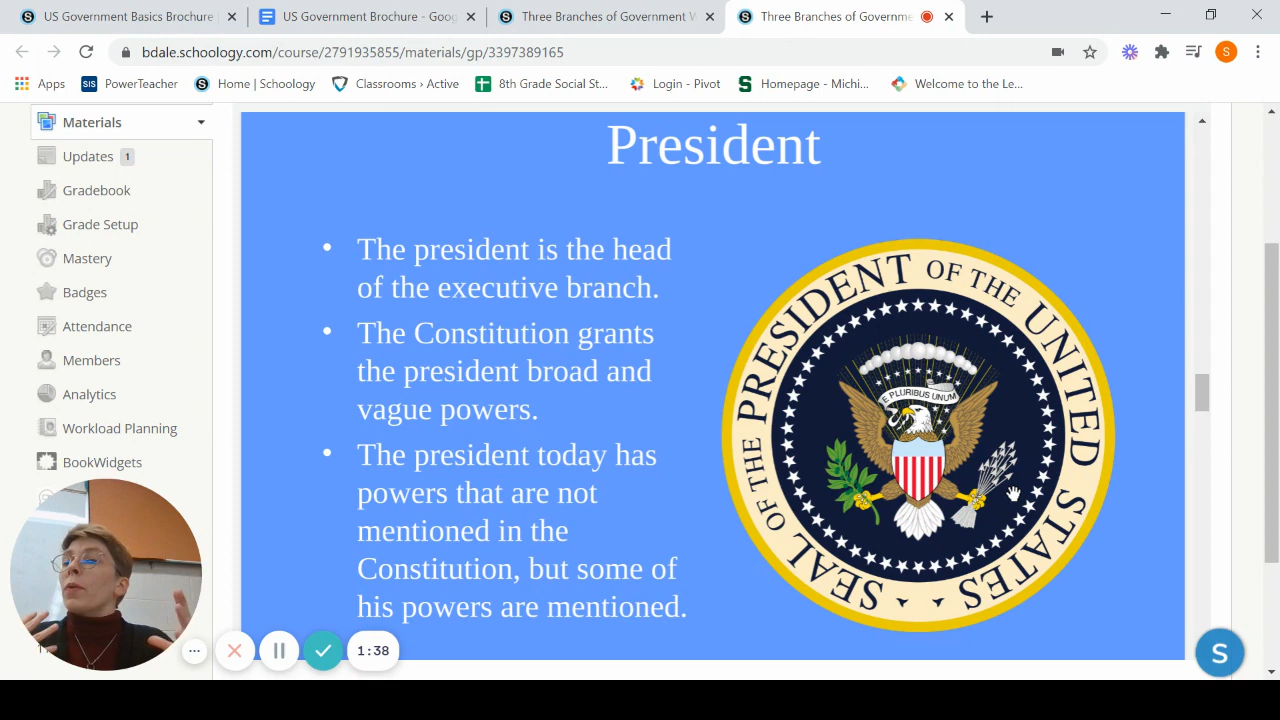 US Government Basics Brochure
US Government Brochure - Goo
Three Branches of Government W
Three Branches of Governme
bdale.schoology.com/course/2791935855/materials/gp/3397389165
S
Apps
SIS PowerTeacher
Home | Schoology
Classrooms › Active
8th Grade Social St...
Login - Pivot
Homepage - Michi...
Welcome to the Le...
Materials
Updates 1
Gradebook
Grade Setup
Mastery
Badges
Attendance
Members
Analytics
Workload Planning
BookWidgets
President
• The president is the head
of the executive branch.
• The Constitution grants
the president broad and
vague powers.
• The president today has
powers that are not
mentioned in the
Constitution, but some of
his powers are mentioned.
SEAL OF THE PRESIDENT OF THE UNITED STATES
E PLURIBUS UNUM
1:38
S